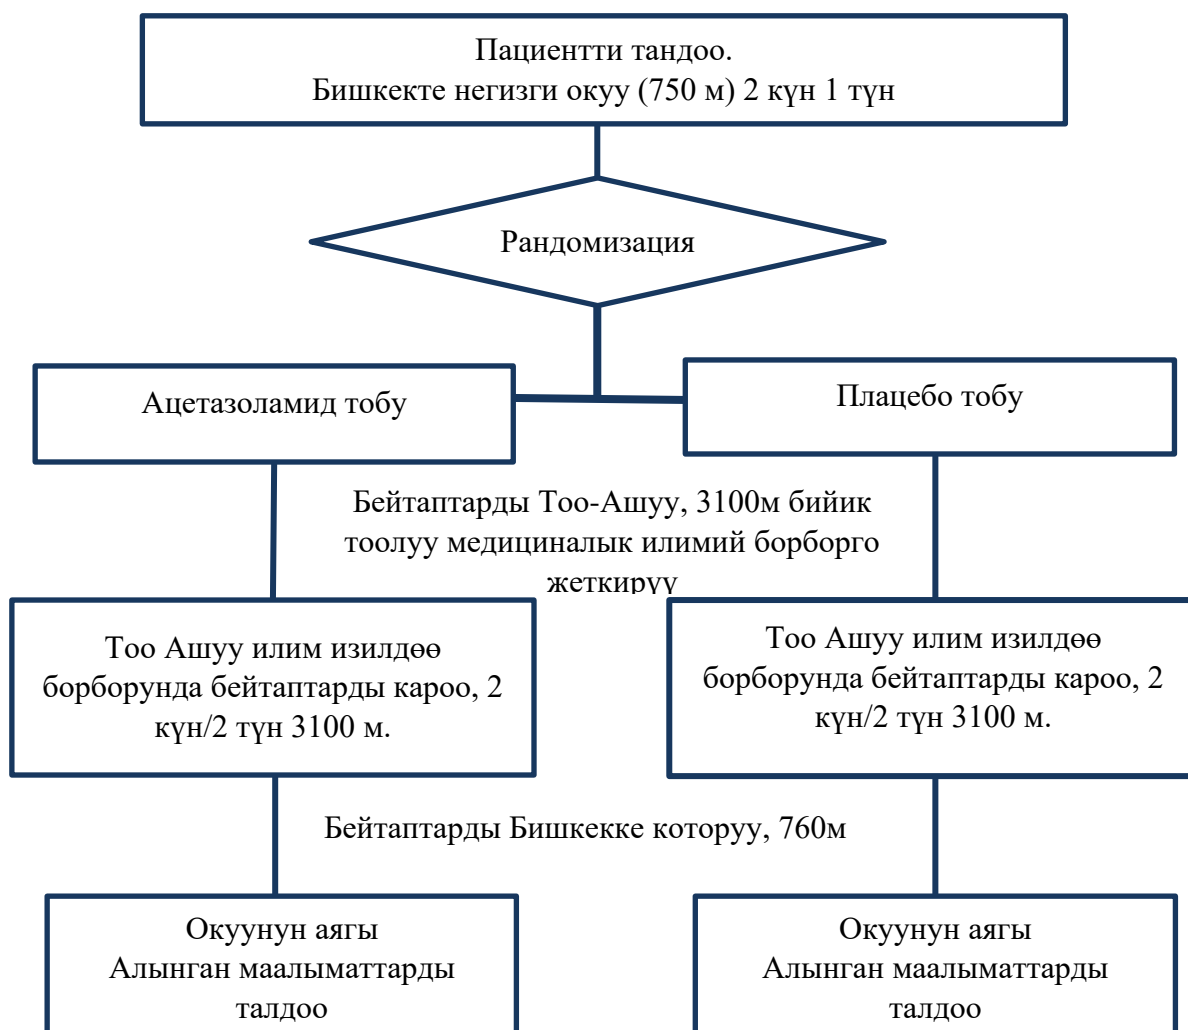 Пациентти тандоо.
Бишкекте негизги окуу (750 м) 2 күн 1 түн
Рандомизация
Ацетазоламид тобу
Плацебо тобу
Бейтаптарды Тоо-Ашуу, 3100м бийик
тоолуу медициналык илимий борборго
жеткирүү
Тоо Ашуу илим изилдөө
борборунда бейтаптарды кароо, 2
күн/2 түн 3100 м.
Тоо Ашуу илим изилдөө
борборунда бейтаптарды кароо, 2
күн/2 түн 3100 м.
Бейтаптарды Бишкекке которуу, 760м
Окуунун аягы
Алынган маалыматтарды
талдоо
Окуунун аягы
Алынган маалыматтарды
талдоо